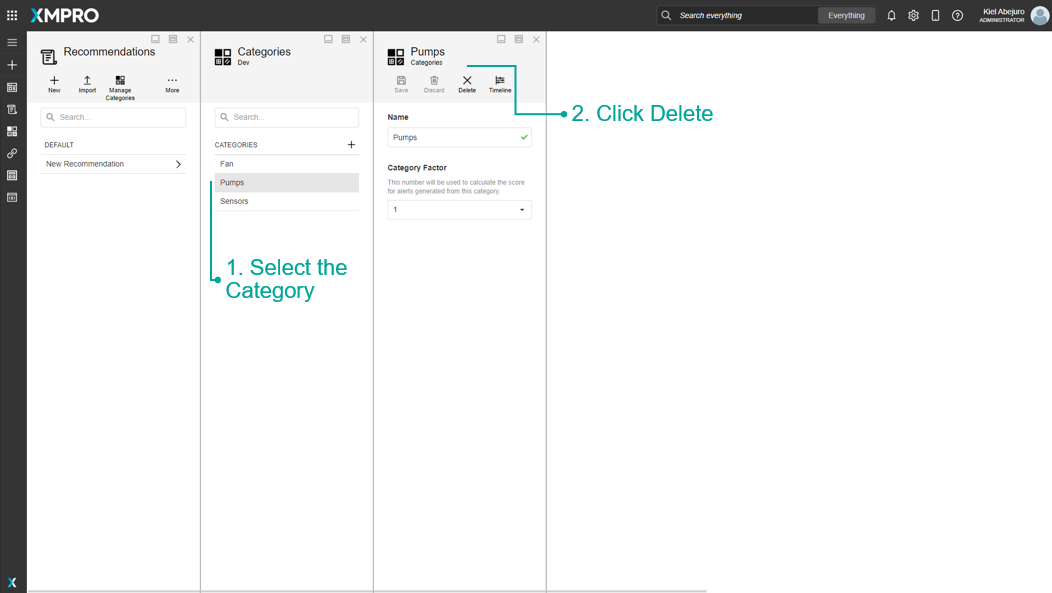 XMPRO
Search everything
Everything
Kiel Abejuro
ADMINISTRATOR
Recommendations
New
Import
Manage
Categories
More
Search...
DEFAULT
New Recommendation
Categories
Dev
Search...
CATEGORIES
Fan
Pumps
Sensors
1. Select the
Category
Pumps
Categories
Save
Discard
Delete
Timeline
Name
Pumps
Category Factor
This number will be used to calculate the score
for alerts generated from this category.
1
2. Click Delete